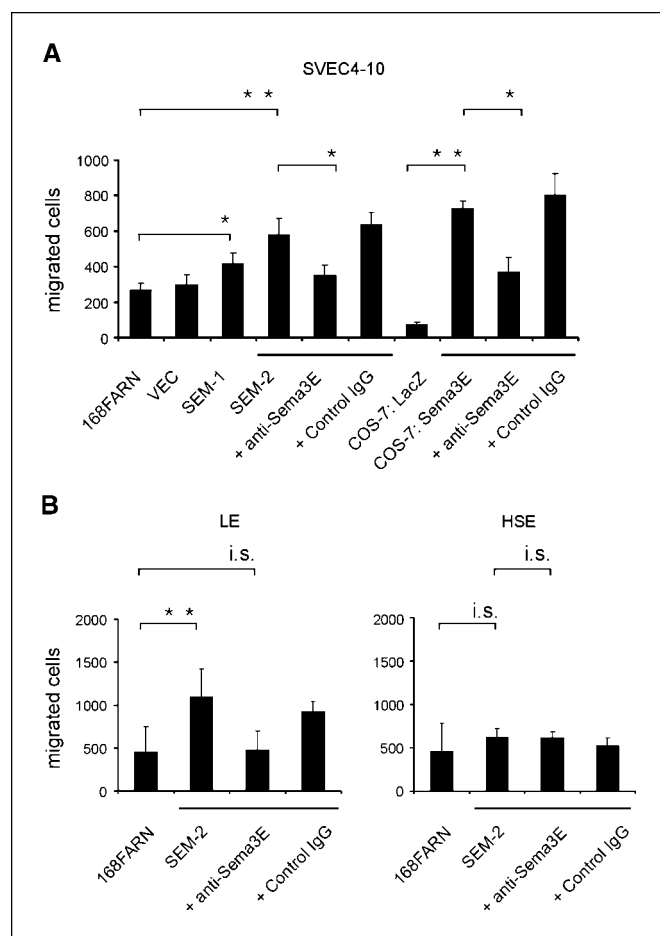 A
SVEC4-10
* *
*
* *
*
*
migrated cells
1000
800
600
400
200
0
168FARN
VEC
SEM-1
SEM-2
+ anti-Sema3E
+ Control IgG
COS-7: LacZ
COS-7: Sema3E
+ anti-Sema3E
+ Control IgG
B
LE
i.s.
* *
migrated cells
2000
1500
1000
500
0
168FARN
SEM-2
+ anti-Sema3E
+ Control IgG
HSE
i.s.
i.s.
2000
1500
1000
500
0
168FARN
SEM-2
+ anti-Sema3E
+ Control IgG